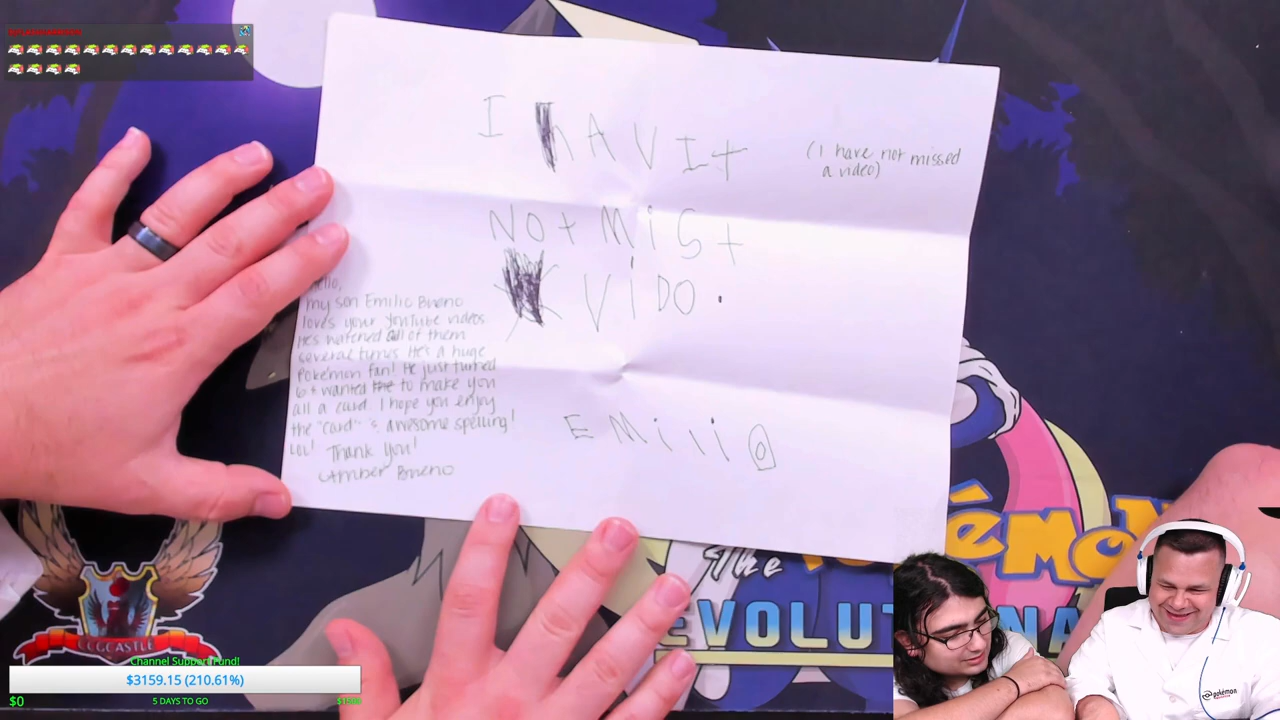 I hAVIt
(I have not missed
a video)
NOt MiSt
ViDO.
EMiliO
Hello,
my son Emilio Bueno
loves your YouTube videos.
He's watched all of them
several times. He's a huge
Pokémon fan! He just turned
6 & wanted to make you
all a card. I hope you enjoy
the "card" & awesome spelling!
LOL! Thank you!
Amber Bueno
The
EVOLUTIONA
CCGCASTLE
Channel Support Fund!
$3159.15 (210.61%)
$0
5 DAYS TO GO
pokémon